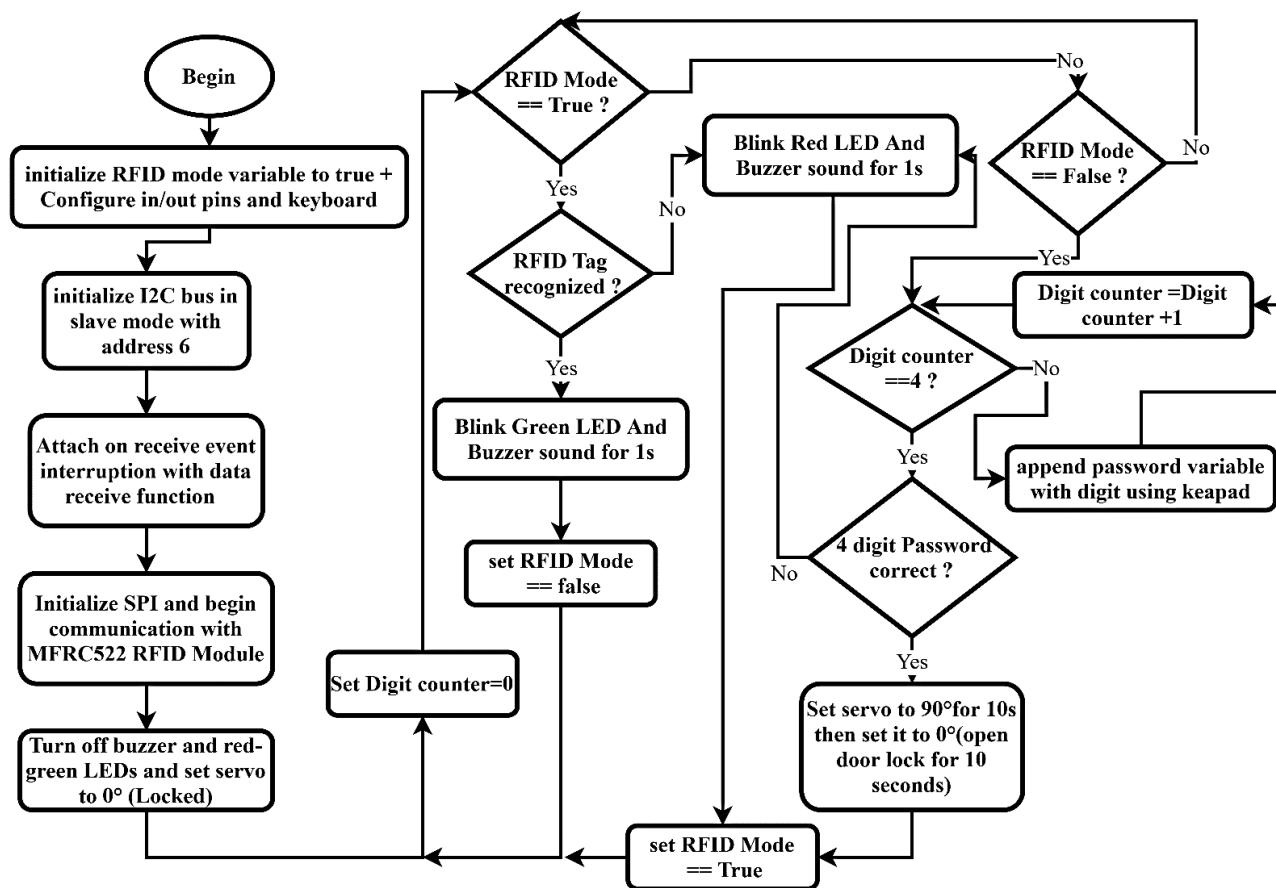 Begin
initialize RFID mode variable to true +
Configure in/out pins and keyboard
initialize I2C bus in
slave mode with
address 6
Attach on receive event
interruption with data
receive function
Initialize SPI and begin
communication with
MFRC522 RFID Module
Turn off buzzer and red-
green LEDs and set servo
to 0° (Locked)
Set Digit counter=0
RFID Mode
== True ?
No
Yes
RFID Tag
recognized ?
No
Yes
Blink Green LED And
Buzzer sound for 1s
set RFID Mode
== false
Blink Red LED And
Buzzer sound for 1s
RFID Mode
== False ?
No
Yes
Digit counter =Digit
counter +1
Digit counter
==4 ?
No
Yes
append password variable
with digit using keapad
4 digit Password
correct ?
No
Yes
Set servo to 90°for 10s
then set it to 0°(open
door lock for 10
seconds)
set RFID Mode
== True